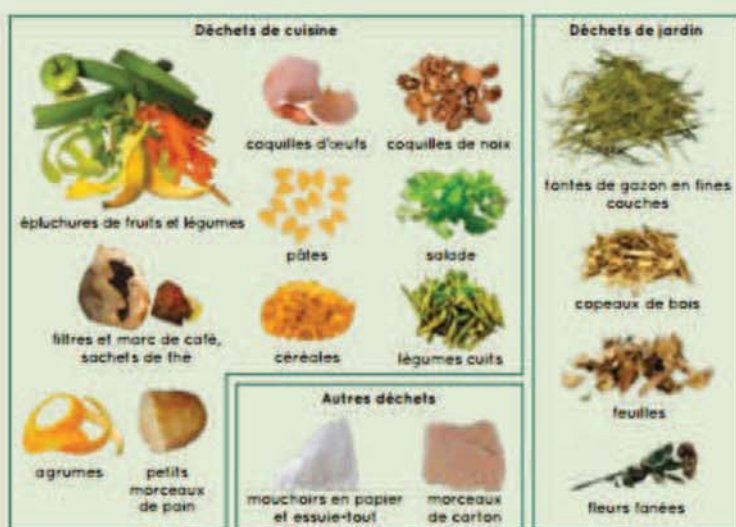 Déchets de cuisine
coquilles d'œufs
coquilles de noix
épluchures de fruits et légumes
pâtes
salade
filtres et marc de café,
sachets de thé
céréales
légumes cuits
agrumes
petits
morceaux
de pain
Autres déchets
mouchoirs en papier
et essuie-tout
morceaux
de carton
Déchets de jardin
tontes de gazon en fines
couches
copeaux de bois
feuilles
fleurs fanées